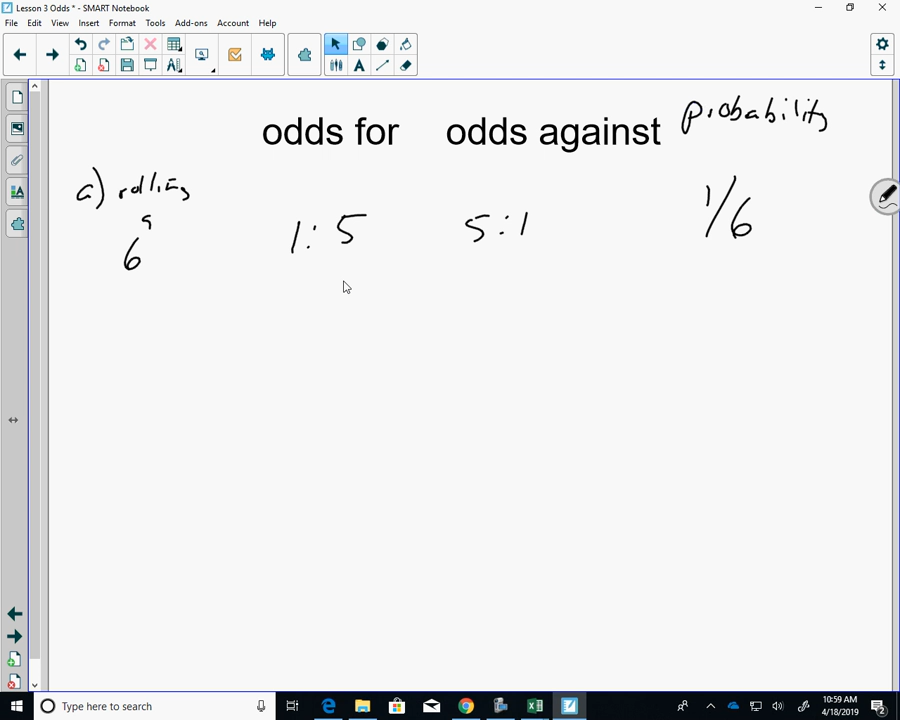 Lesson 3 Odds * - SMART Notebook
File Edit View Insert Format Tools Add-ons Account Help
odds for odds against probability
a) rolling
a
6
1:5 5:1 1/6
Type here to search
10:59 AM
4/18/2019
2